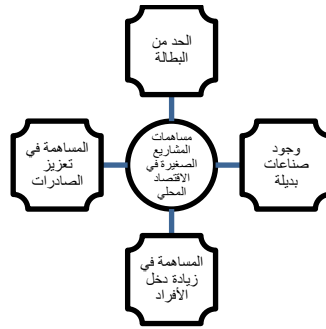 الحد من
البطالة
مساهمات
المشاريع
الصغيرة في
الاقتصاد
المحلي
وجود
صناعات
بديلة
المساهمة في
تعزيز
الصادرات
المساهمة في
زيادة دخل
الأفراد